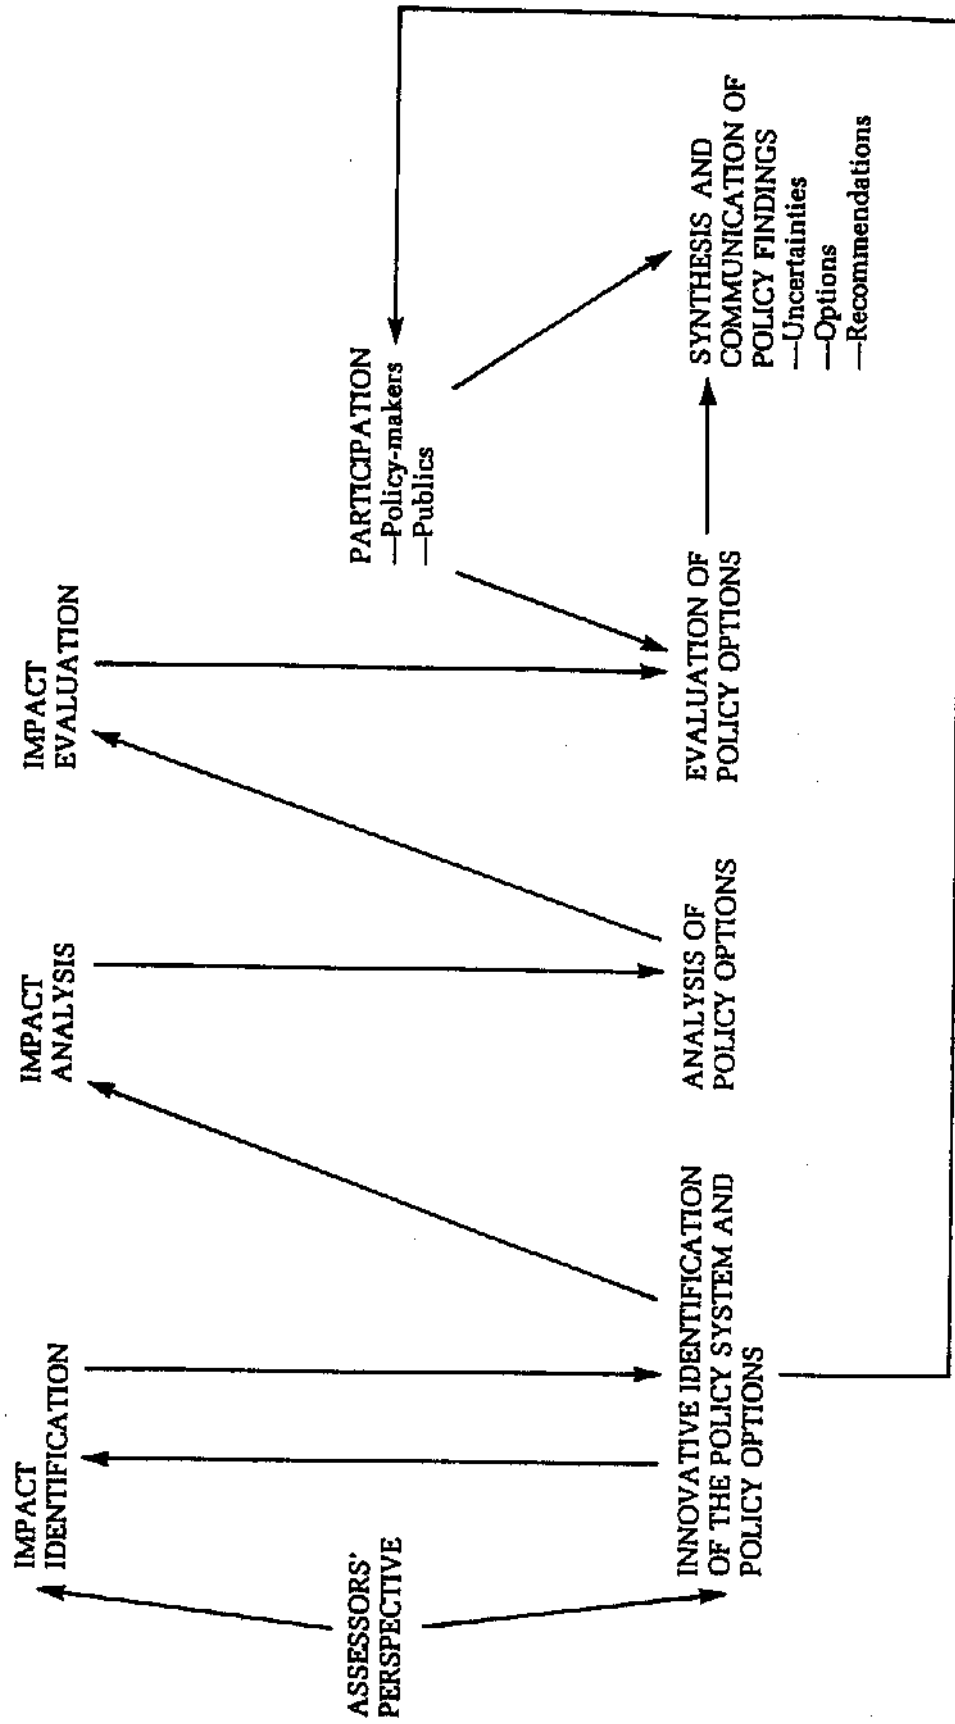 IMPACT
IDENTIFICATION
IMPACT
ANALYSIS
IMPACT
EVALUATION
ASSESSORS'
PERSPECTIVE
PARTICIPATION
—Policy-makers
—Publics
INNOVATIVE IDENTIFICATION
OF THE POLICY SYSTEM AND
POLICY OPTIONS
ANALYSIS OF
POLICY OPTIONS
EVALUATION OF
POLICY OPTIONS
SYNTHESIS AND
COMMUNICATION OF
POLICY FINDINGS
—Uncertainties
—Options
—Recommendations